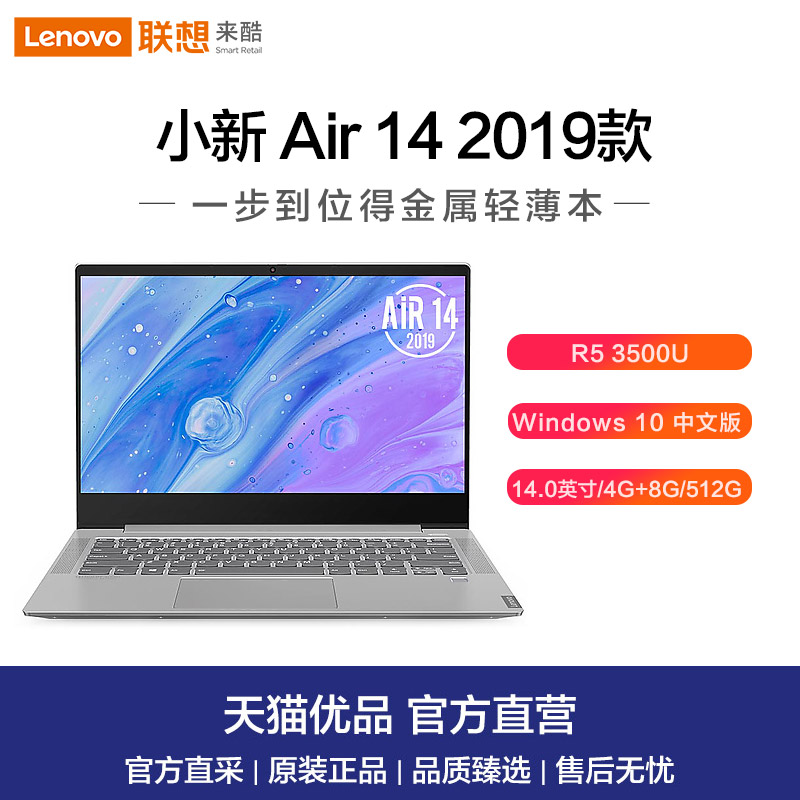 Lenovo 联想 来酷
Smart Retail
小新 Air 14 2019款
一步到位得金属轻薄本
AiR 14
2019
R5 3500U
Windows 10 中文版
14.0英寸/4G+8G/512G
Lenovo
天猫优品 官方直营
官方直采 | 原装正品 | 品质臻选 | 售后无忧